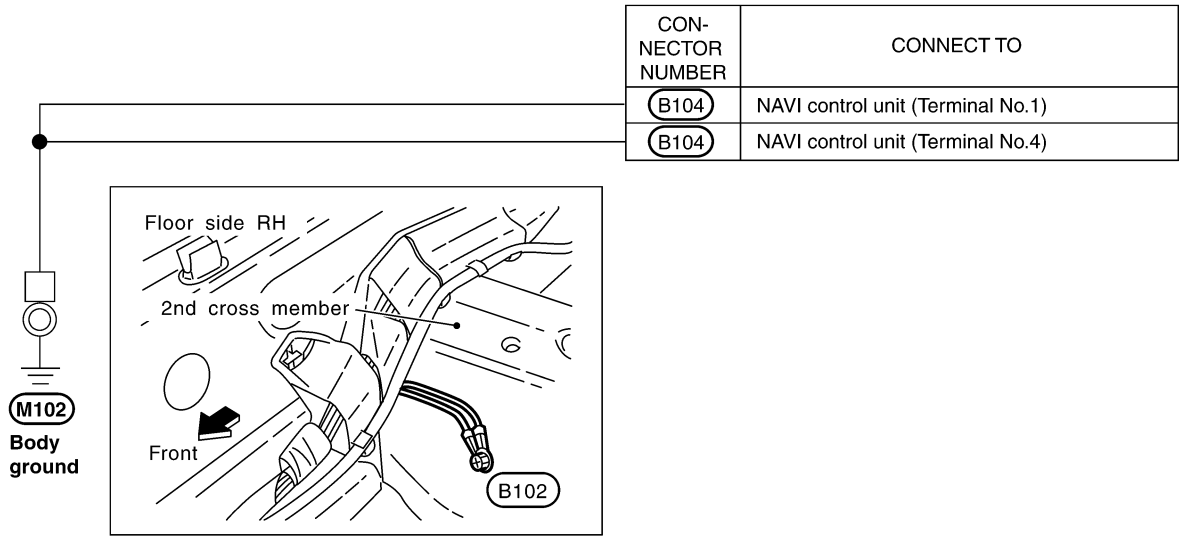 CON-
NECTOR
NUMBER
CONNECT TO
B104
NAVI control unit (Terminal No.1)
B104
NAVI control unit (Terminal No.4)
Floor side RH
2nd cross member
Front
B102
M102
Body
ground